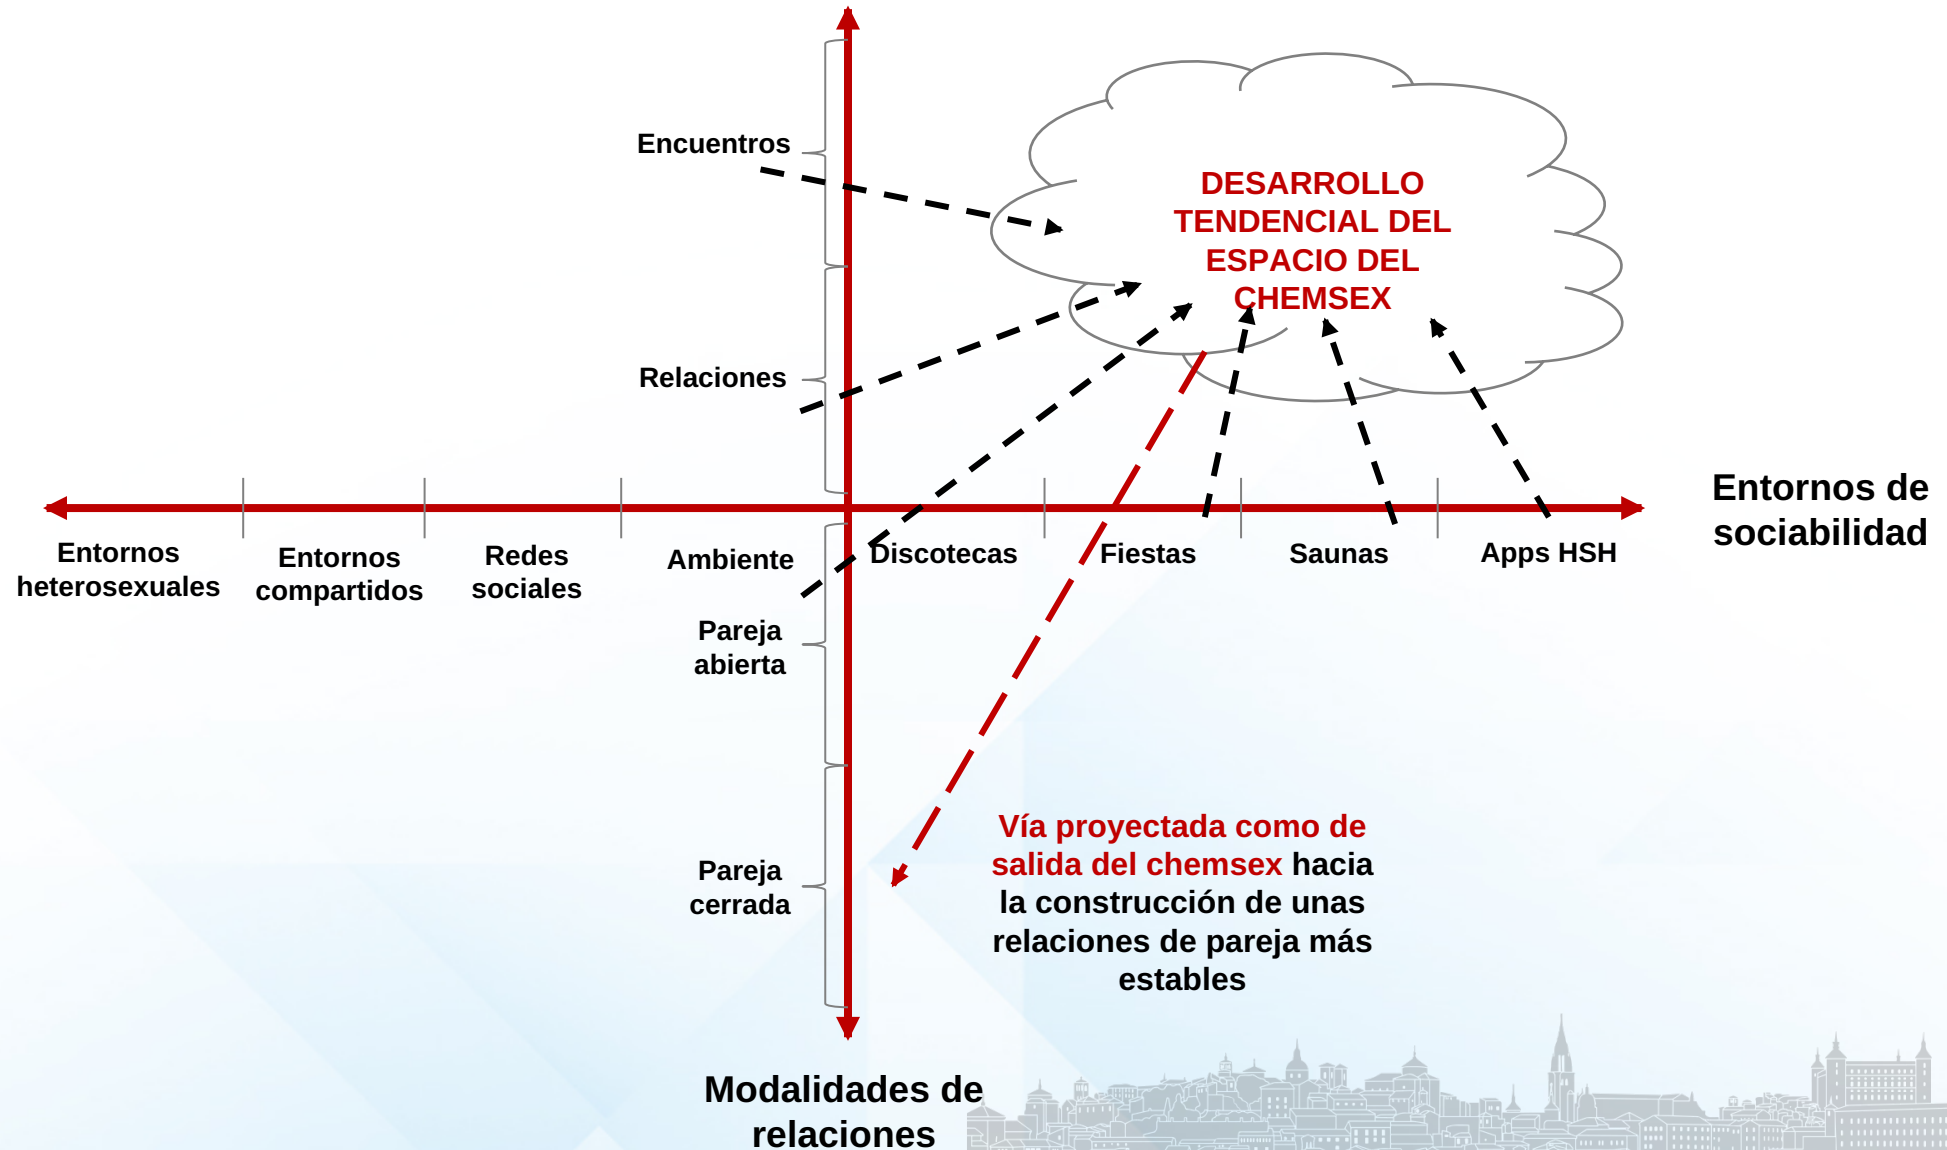 Encuentros
DESARROLLO
TENDENCIAL DEL
ESPACIO DEL
CHEMSEX
Relaciones
Entornos de
sociabilidad
Entornos
heterosexuales
Entornos
compartidos
Redes
sociales
Ambiente
Discotecas
Fiestas
Saunas
Apps HSH
Pareja
abierta
Pareja
cerrada
Vía proyectada como de
salida del chemsex hacia
la construcción de unas
relaciones de pareja más
estables
Modalidades de
relaciones